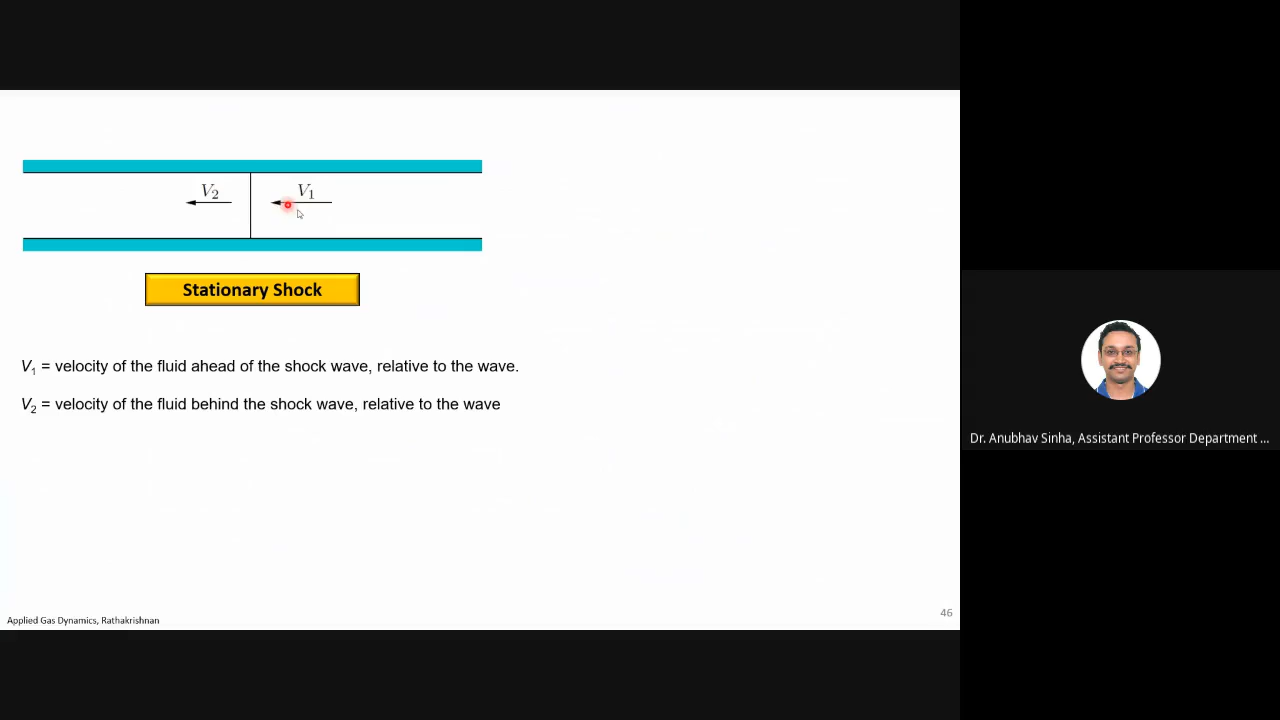 V2
V1
Stationary Shock
V1 = velocity of the fluid ahead of the shock wave, relative to the wave.
V2 = velocity of the fluid behind the shock wave, relative to the wave
Dr. Anubhav Sinha, Assistant Professor Department ...
Applied Gas Dynamics, Rathakrishnan
46